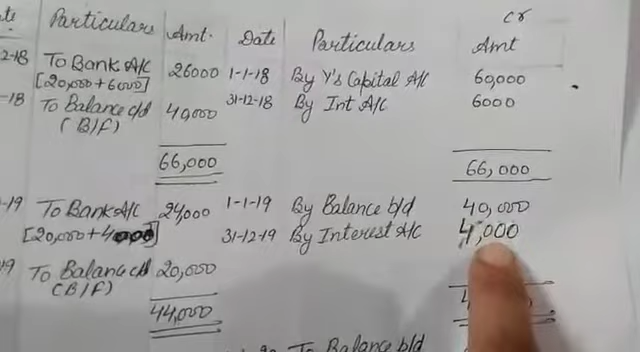 cr
te Particulars Amt. Date Particulars Amt
2-18 To Bank A/c 26000 1-1-18 By Y's Capital A/c 60,000
[20,000+6000]
-18 To Balance c/d 40,000 31-12-18 By Int A/c 6000
(B/F)
66,000 66,000
-19 To Bank A/c 24,000 1-1-19 By Balance b/d 40,000
[20,000+4000] 31-12-19 By Interest A/c 4,000
19 To Balance c/d 20,000
(B/F)
44,000
To Balance b/d